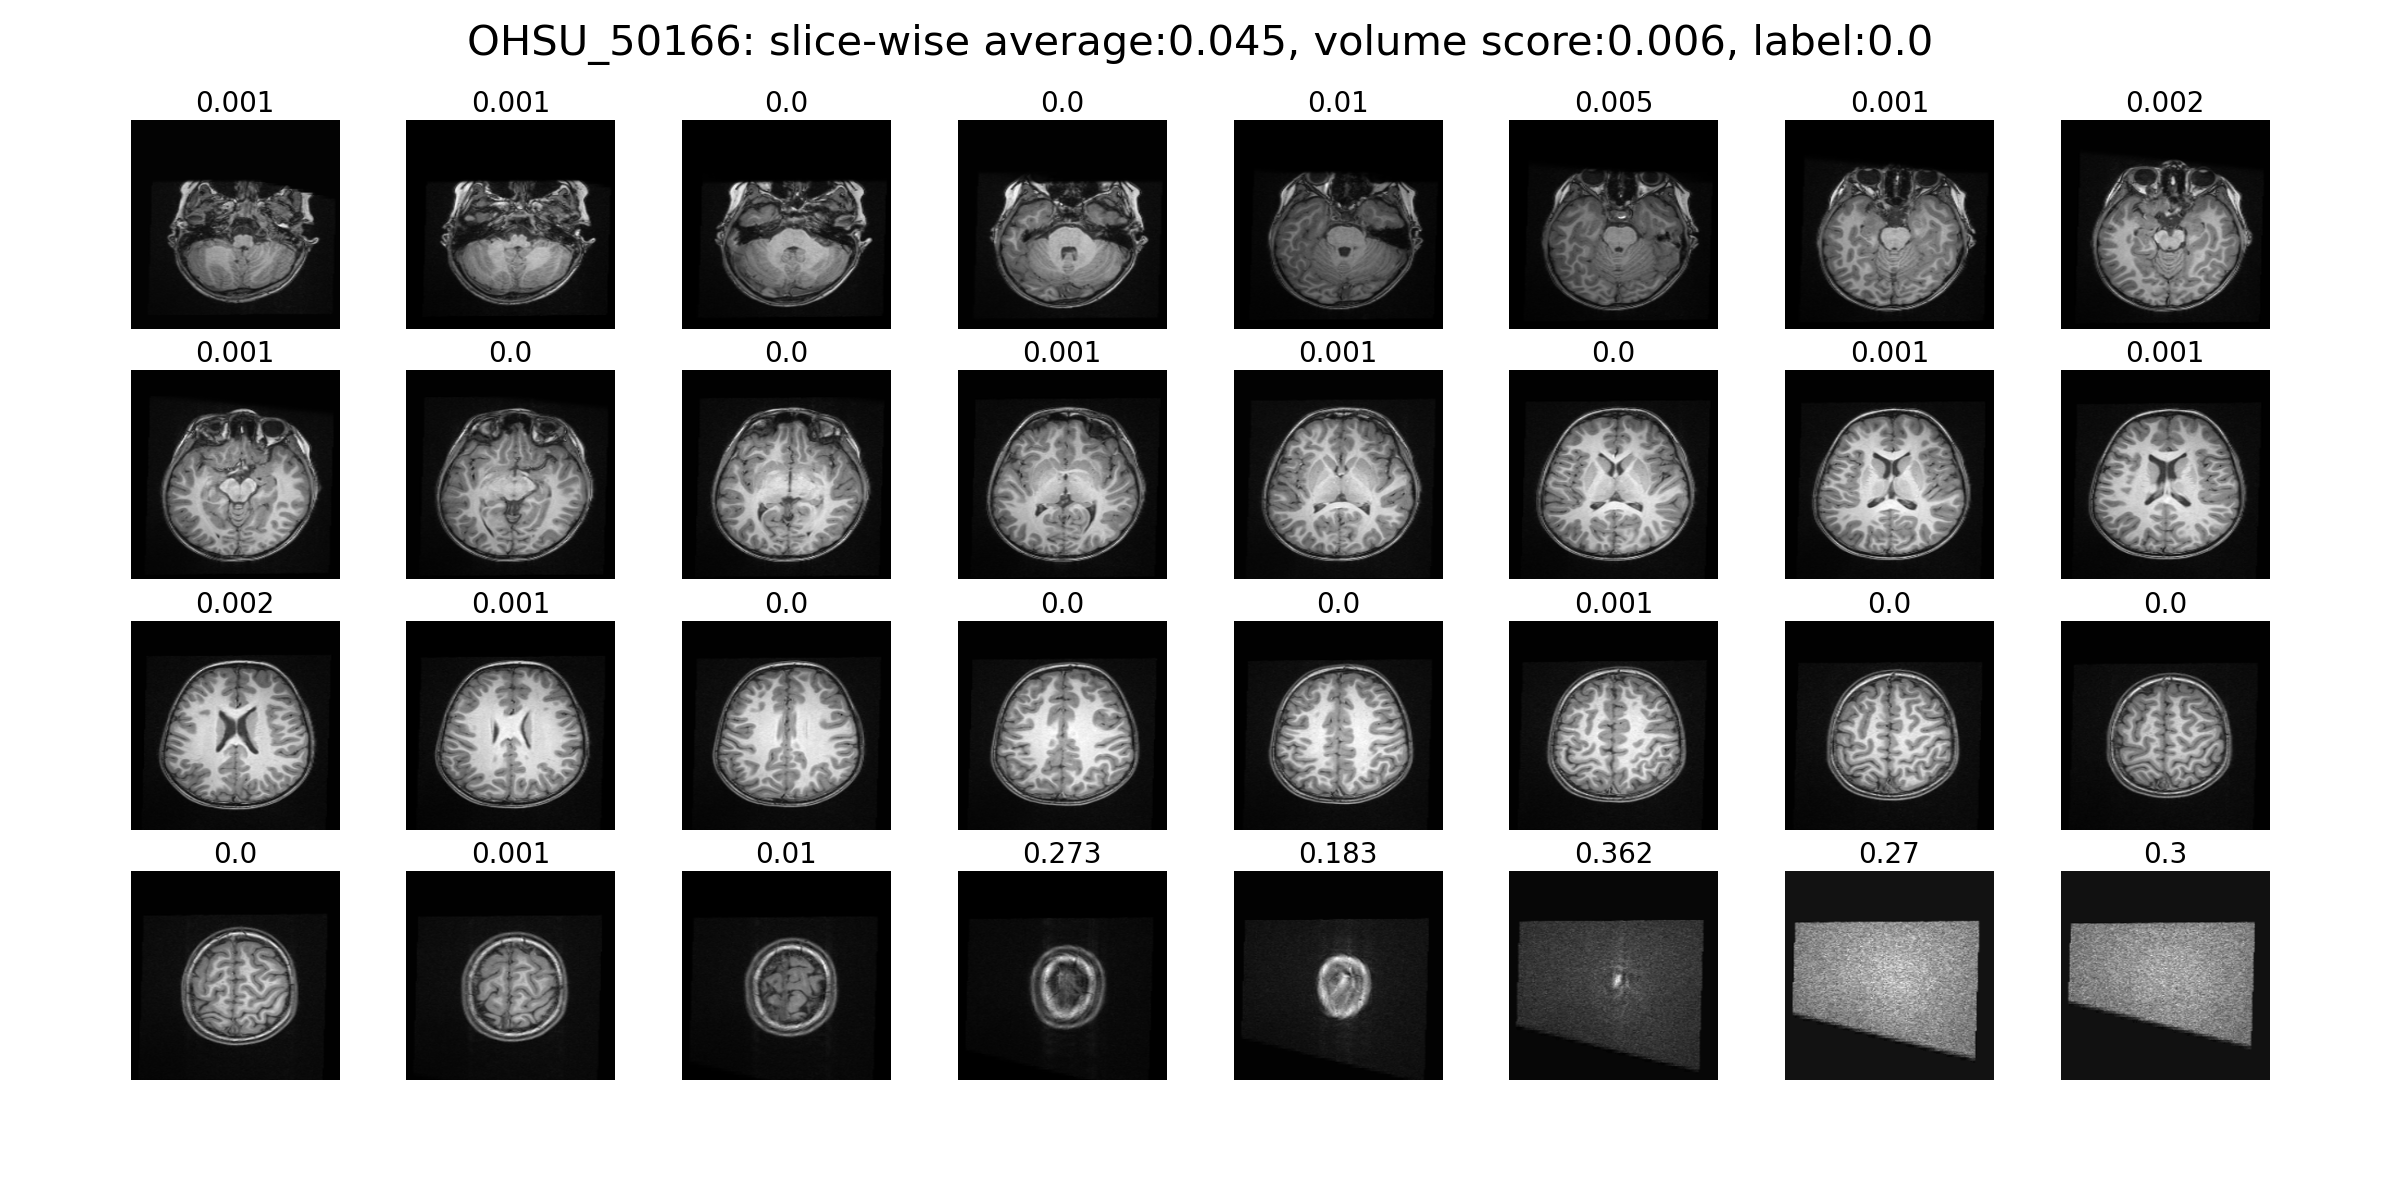 OHSU_50166: slice-wise average:0.045, volume score:0.006, label:0.0
0.001 0.001 0.0 0.0 0.01 0.005 0.001 0.002
0.001 0.0 0.0 0.001 0.001 0.0 0.001 0.001
0.002 0.001 0.0 0.0 0.0 0.001 0.0 0.0
0.0 0.001 0.01 0.273 0.183 0.362 0.27 0.3